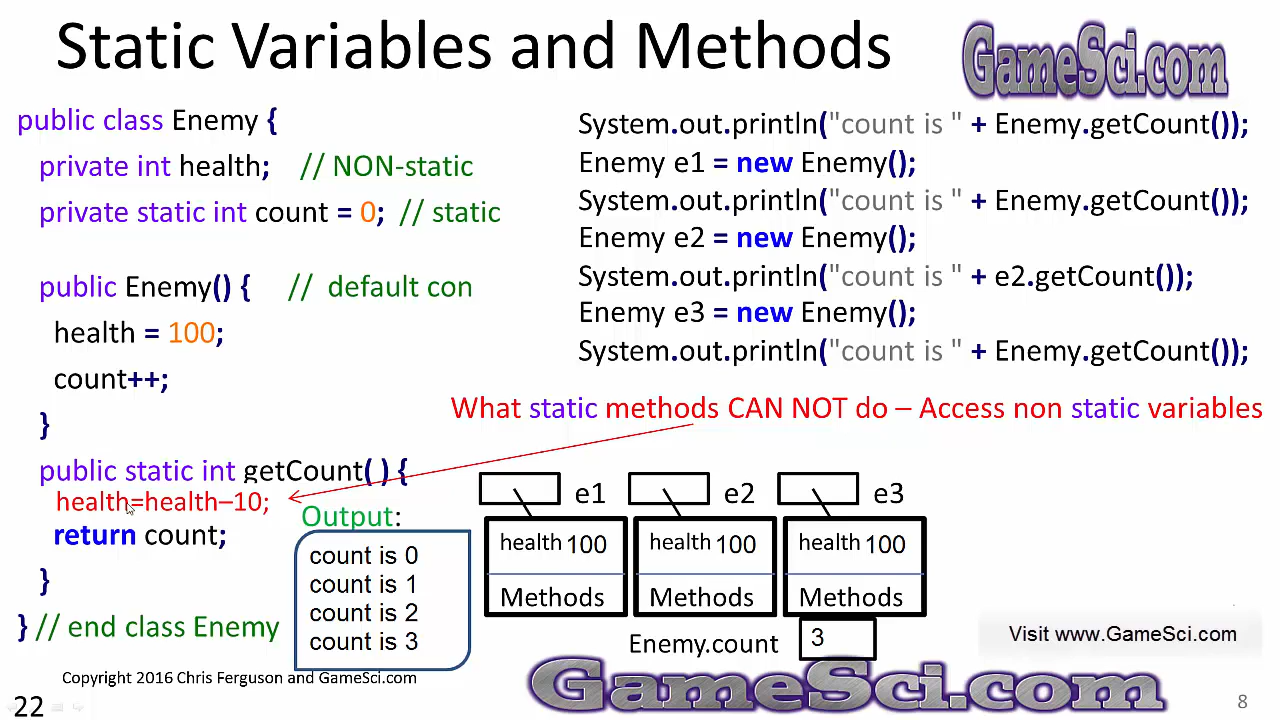 Static Variables and Methods
GameSci.com
public class Enemy {
private int health; // NON-static
private static int count = 0; // static
public Enemy() { // default con
health = 100;
count++;
}
public static int getCount( ) {
health=health–10;
return count;
}
} // end class Enemy
System.out.println("count is " + Enemy.getCount());
Enemy e1 = new Enemy();
System.out.println("count is " + Enemy.getCount());
Enemy e2 = new Enemy();
System.out.println("count is " + e2.getCount());
Enemy e3 = new Enemy();
System.out.println("count is " + Enemy.getCount());
What static methods CAN NOT do – Access non static variables
Output:
count is 0
count is 1
count is 2
count is 3
e1 e2 e3
health 100 health 100 health 100
Methods Methods Methods
Enemy.count 3
Visit www.GameSci.com
Copyright 2016 Chris Ferguson and GameSci.com
GameSci.com
22
8